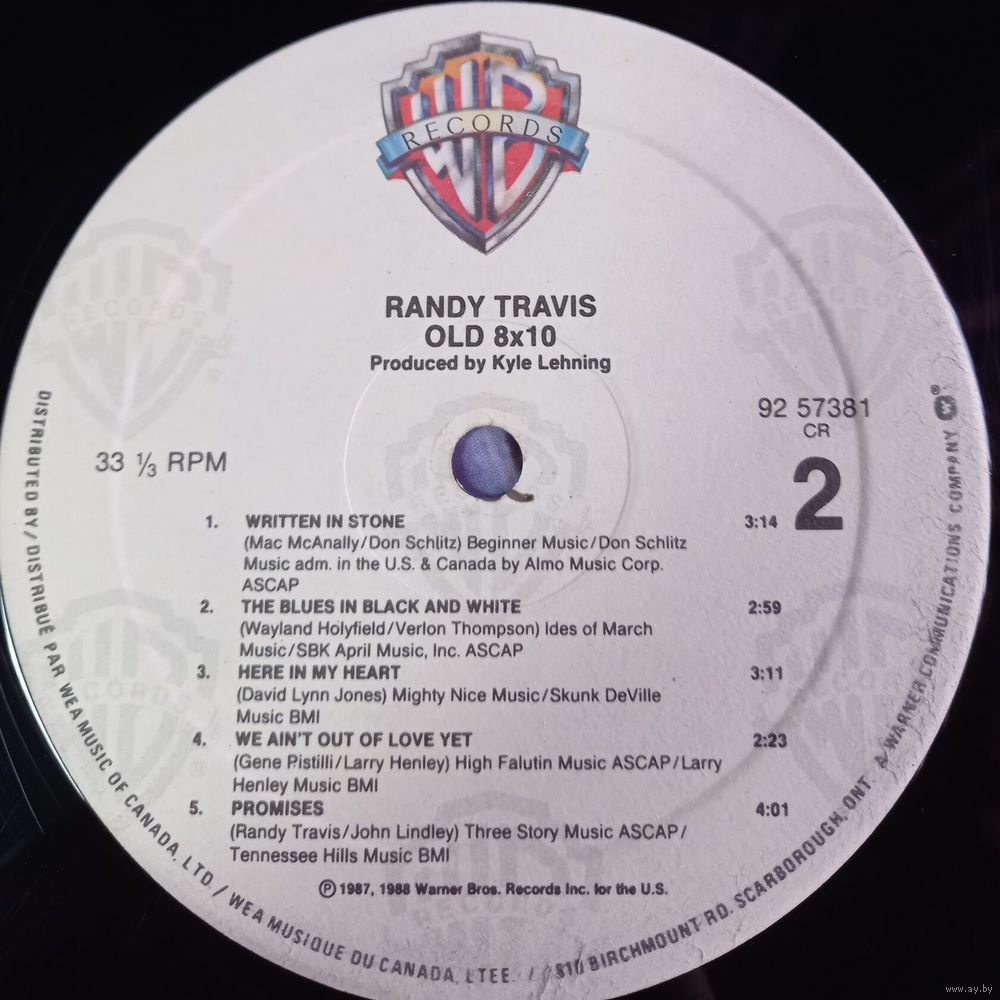 RECORDS
RANDY TRAVIS
OLD 8x10
Produced by Kyle Lehning
92 57381
CR
33 ⅓ RPM
2
1. WRITTEN IN STONE 3:14
(Mac McAnally/Don Schlitz) Beginner Music/Don Schlitz
Music adm. in the U.S. & Canada by Almo Music Corp.
ASCAP
2. THE BLUES IN BLACK AND WHITE 2:59
(Wayland Holyfield/Verlon Thompson) Ides of March
Music/SBK April Music, Inc. ASCAP
3. HERE IN MY HEART 3:11
(David Lynn Jones) Mighty Nice Music/Skunk DeVille
Music BMI
4. WE AIN'T OUT OF LOVE YET 2:23
(Gene Pistilli/Larry Henley) High Falutin Music ASCAP/Larry
Henley Music BMI
5. PROMISES 4:01
(Randy Travis/John Lindley) Three Story Music ASCAP/
Tennessee Hills Music BMI
℗ 1987, 1988 Warner Bros. Records Inc. for the U.S.
DISTRIBUTED BY/DISTRIBUÉ PAR WEA MUSIC OF CANADA, LTD./WEA MUSIQUE DU CANADA, LTEE. / 810 BIRCHMOUNT RD. SCARBOROUGH, ONT. A WARNER COMMUNICATIONS COMPANY ®
www.ay.by